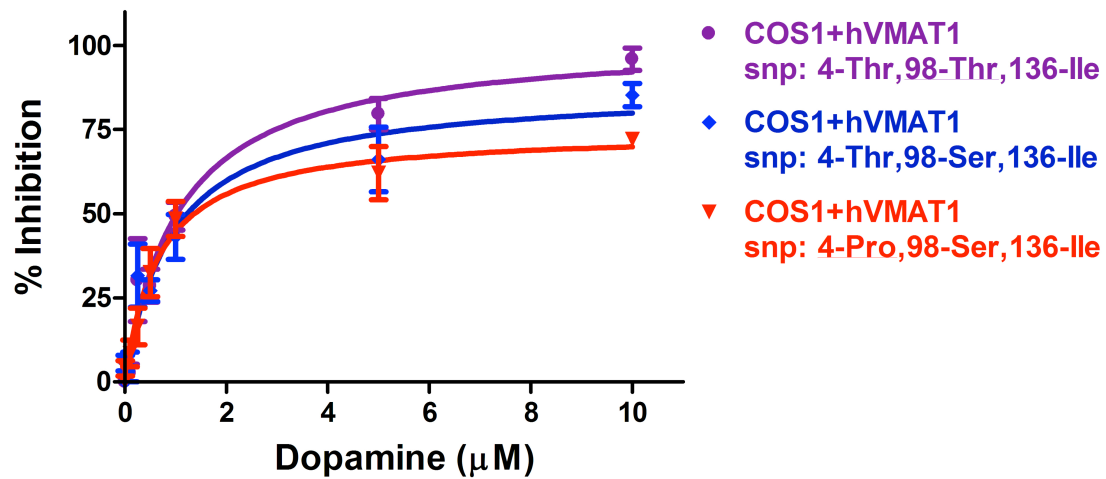 100
75
50
25
0
% Inhibition
0 2 4 6 8 10
Dopamine (μM)
COS1+hVMAT1
snp: 4-Thr,98-Thr,136-Ile
COS1+hVMAT1
snp: 4-Thr,98-Ser,136-Ile
COS1+hVMAT1
snp: 4-Pro,98-Ser,136-Ile